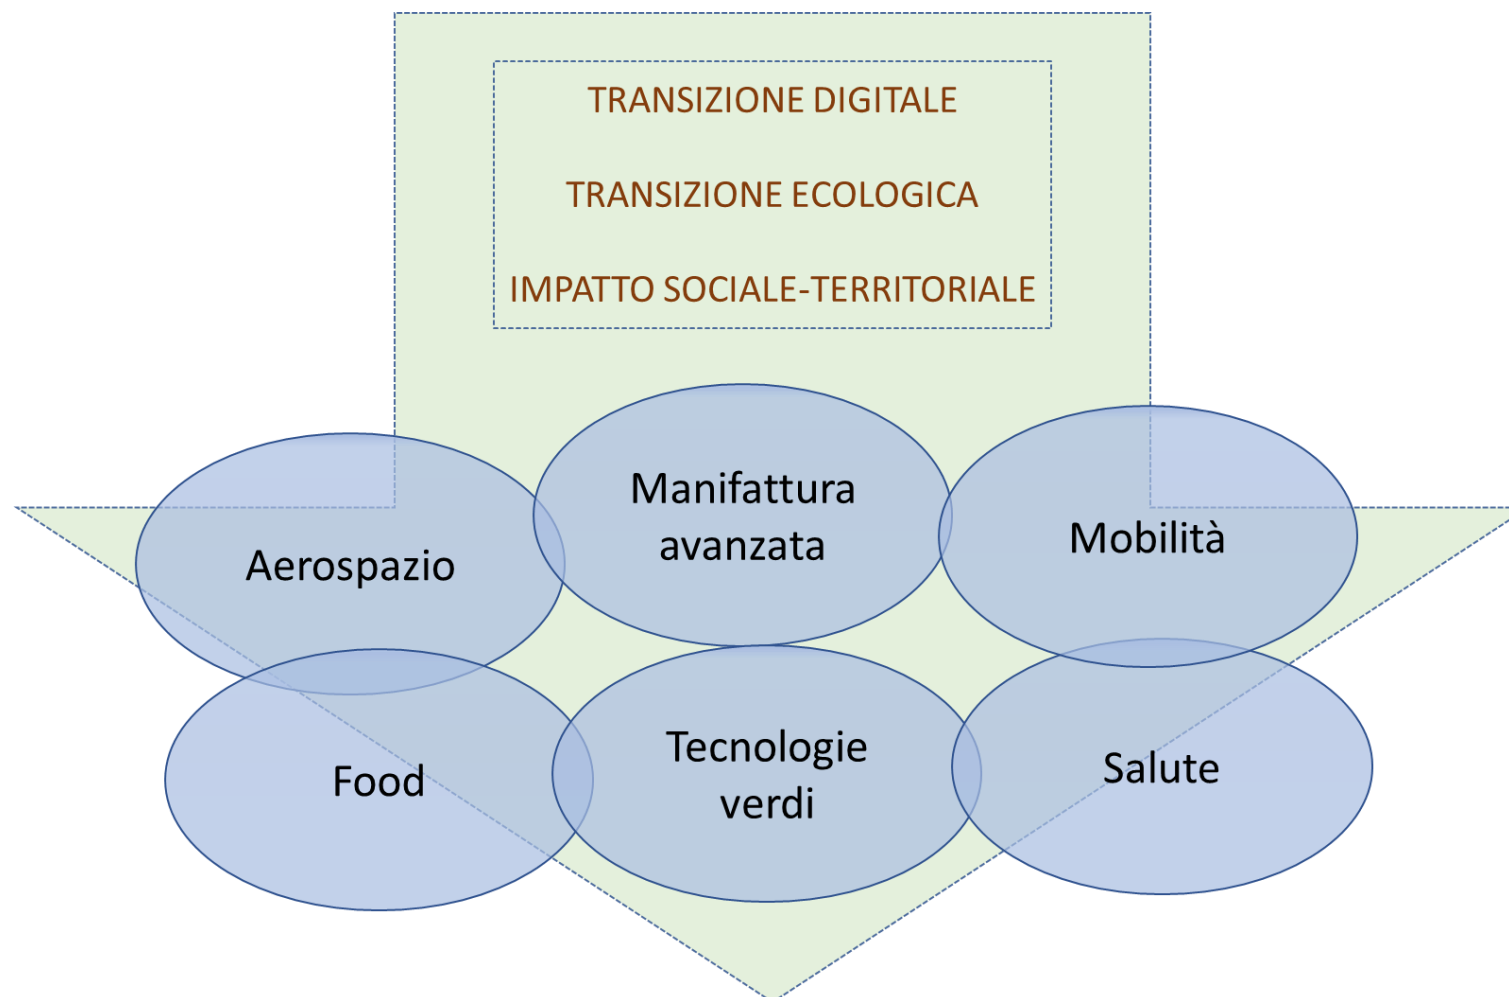 TRANSIZIONE DIGITALE
TRANSIZIONE ECOLOGICA
IMPATTO SOCIALE-TERRITORIALE
Aerospazio
Manifattura
avanzata
Mobilità
Food
Tecnologie
verdi
Salute